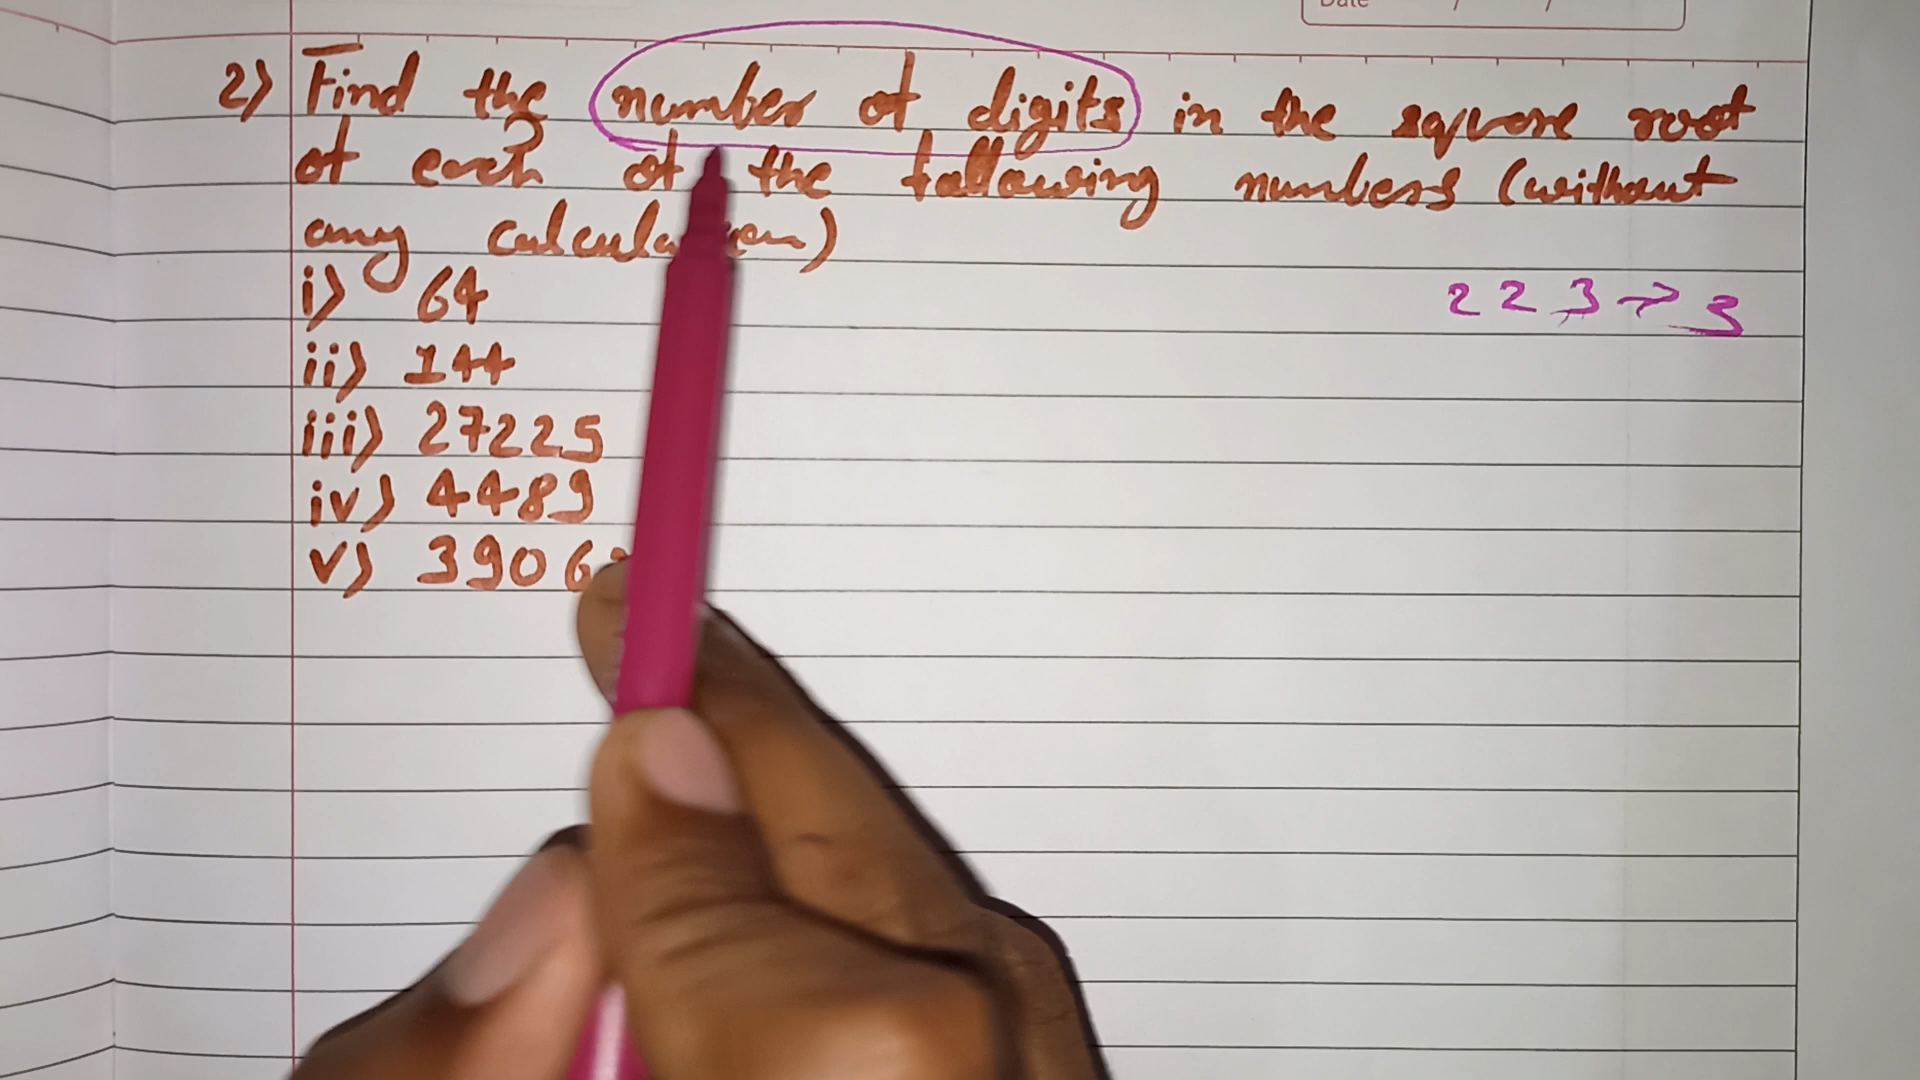 Date / /
2) Find the number of digits in the square root
of each of the following numbers (without
any
i) 64
ii) 144
iii) 27225
iv) 4489
v) 3906
2 2 3 → 3